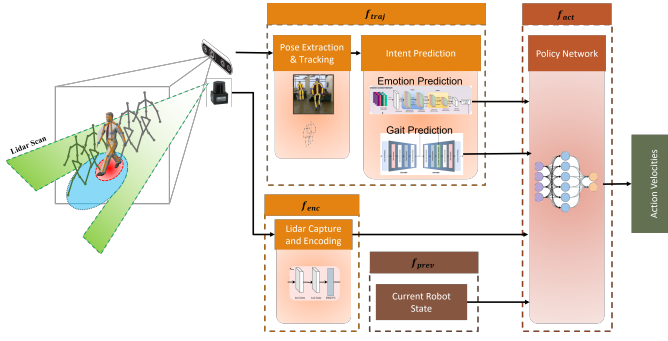 f_traj
f_act
Pose Extraction
& Tracking
Intent Prediction
Policy Network
Emotion Prediction
Gait Prediction
Lidar Scan
Action Velocities
f_enc
Lidar Capture
and Encoding
f_prev
Current Robot
State